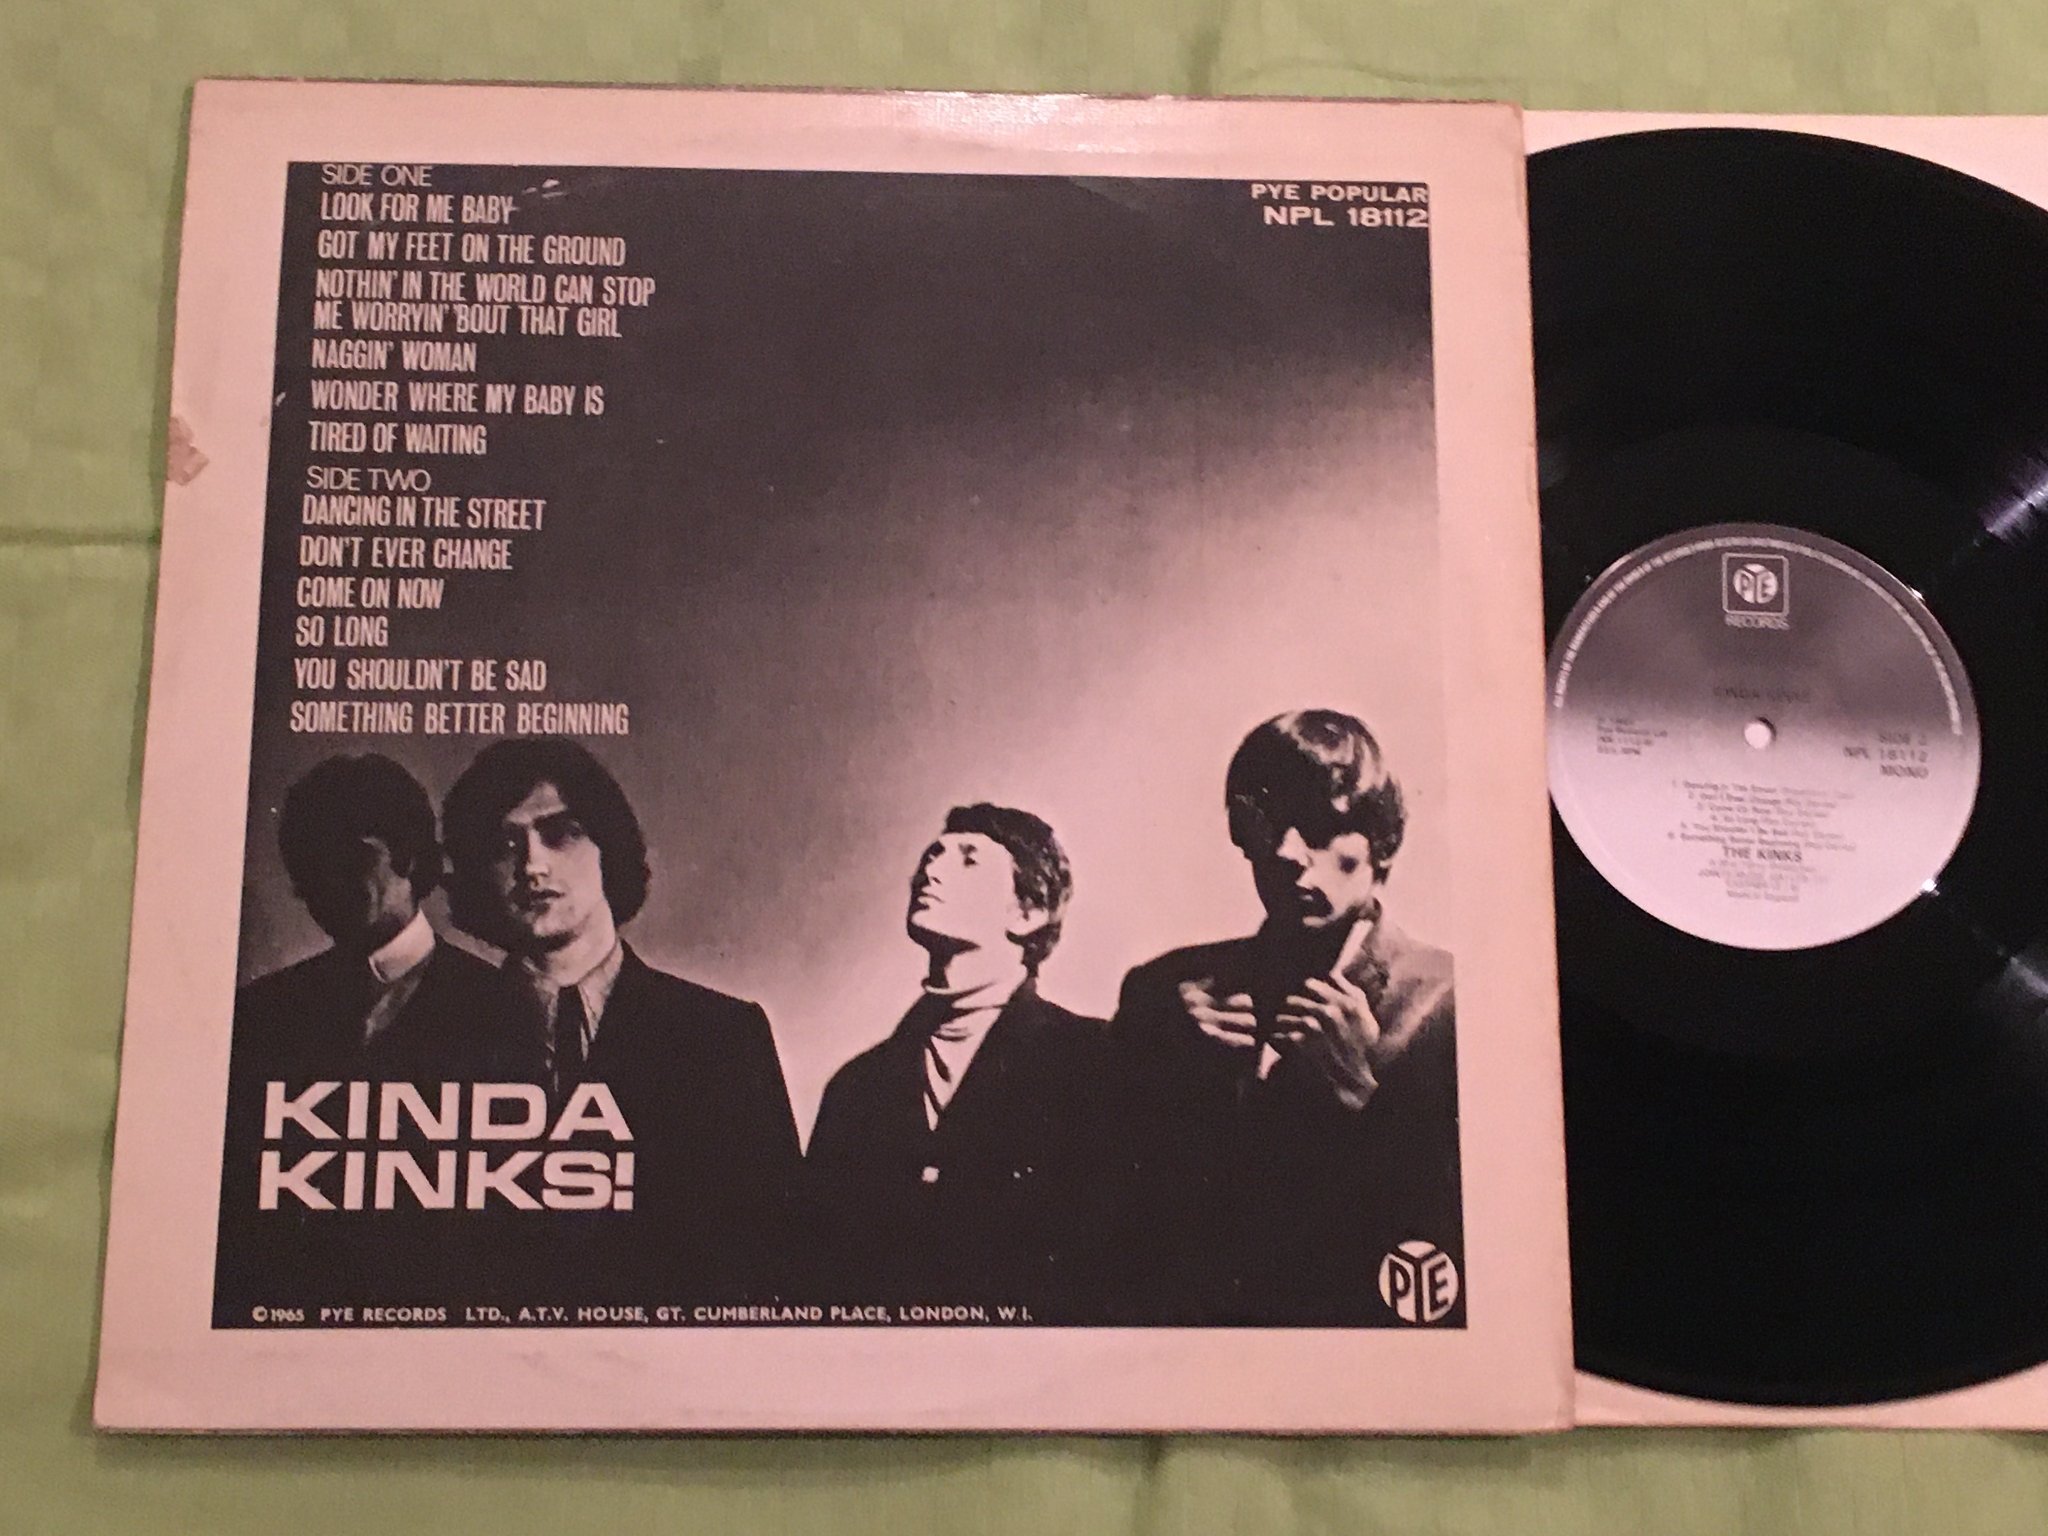 SIDE ONE
LOOK FOR ME BABY
GOT MY FEET ON THE GROUND
NOTHIN' IN THE WORLD CAN STOP
ME WORRYIN' 'BOUT THAT GIRL
NAGGIN' WOMAN
WONDER WHERE MY BABY IS
TIRED OF WAITING
SIDE TWO
DANCING IN THE STREET
DON'T EVER CHANGE
COME ON NOW
SO LONG
YOU SHOULDN'T BE SAD
SOMETHING BETTER BEGINNING
PYE POPULAR
NPL 18112
KINDA
KINKS!
PYE
©1965 PYE RECORDS LTD., A.T.V. HOUSE, GT. CUMBERLAND PLACE, LONDON, W.1.
PYE
RECORDS
KINDA KINKS
SIDE 2
NPL 18112
MONO
THE KINKS